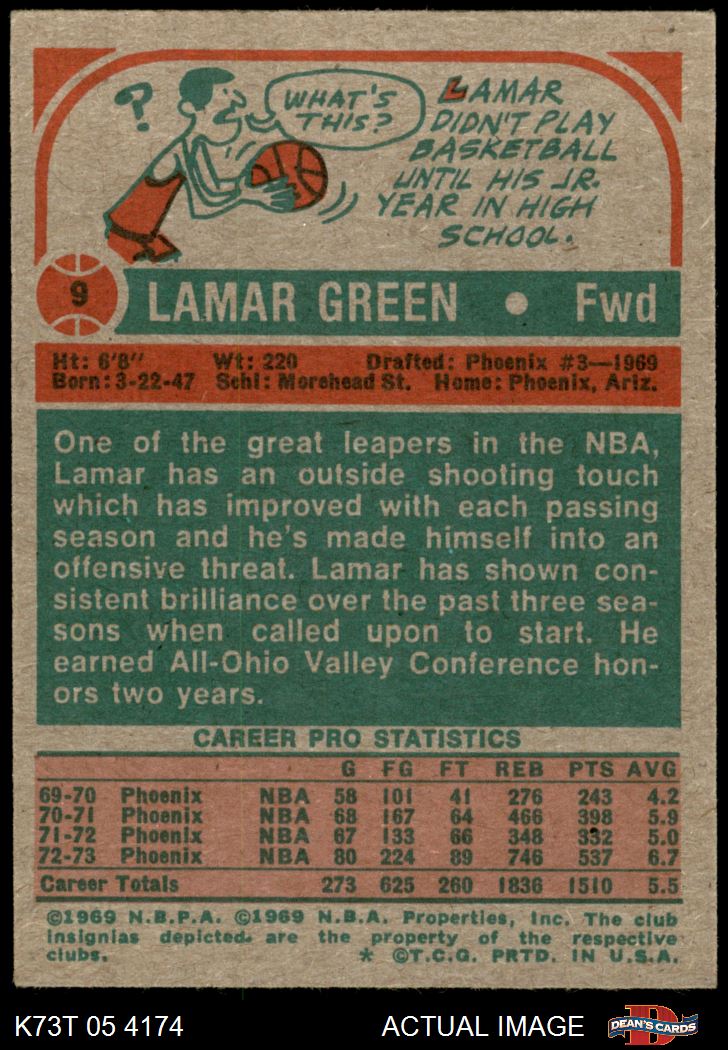 ?
WHAT'S
THIS?
LAMAR
DIDN'T PLAY
BASKETBALL
UNTIL HIS JR.
YEAR IN HIGH
SCHOOL.
9
LAMAR GREEN • Fwd
Ht: 6'8" Wt: 220 Drafted: Phoenix #3—1969
Born: 3-22-47 Schl: Morehead St. Home: Phoenix, Ariz.
One of the great leapers in the NBA,
Lamar has an outside shooting touch
which has improved with each passing
season and he's made himself into an
offensive threat. Lamar has shown con-
sistent brilliance over the past three sea-
sons when called upon to start. He
earned All-Ohio Valley Conference hon-
ors two years.
CAREER PRO STATISTICS
G FG FT REB PTS AVG
69-70 Phoenix NBA 58 101 41 276 243 4.2
70-71 Phoenix NBA 68 167 64 466 398 5.9
71-72 Phoenix NBA 67 133 66 348 332 5.0
72-73 Phoenix NBA 80 224 89 746 537 6.7
Career Totals 273 625 260 1836 1510 5.5
©1969 N.B.P.A. ©1969 N.B.A. Properties, Inc. The club
insignias depicted are the property of the respective
clubs. * ©T.C.G. PRTD. IN U.S.A.
K73T 05 4174 ACTUAL IMAGE D DEAN'S CARDS